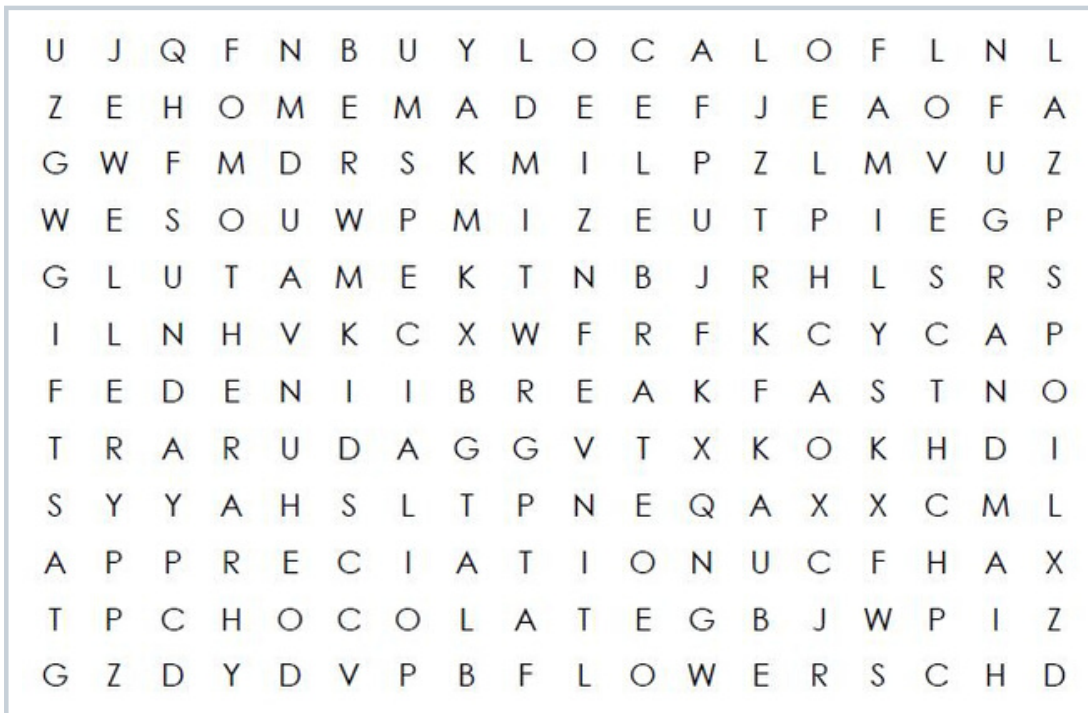 U J Q F N B U Y L O C A L O F L N L
Z E H O M E M A D E E F J E A O F A
G W F M D R S K M I L P Z L M V U Z
W E S O U W P M I Z E U T P I E G P
G L U T A M E K T N B J R H L S R S
I L N H V K C X W F R F K C Y C A P
F E D E N I I B R E A K F A S T N O
T R A R U D A G G V T X K O K H D I
S Y Y A H S L T P N E Q A X X C M L
A P P R E C I A T I O N U C F H A X
T P C H O C O L A T E G B J W P I Z
G Z D Y D V P B F L O W E R S C H D